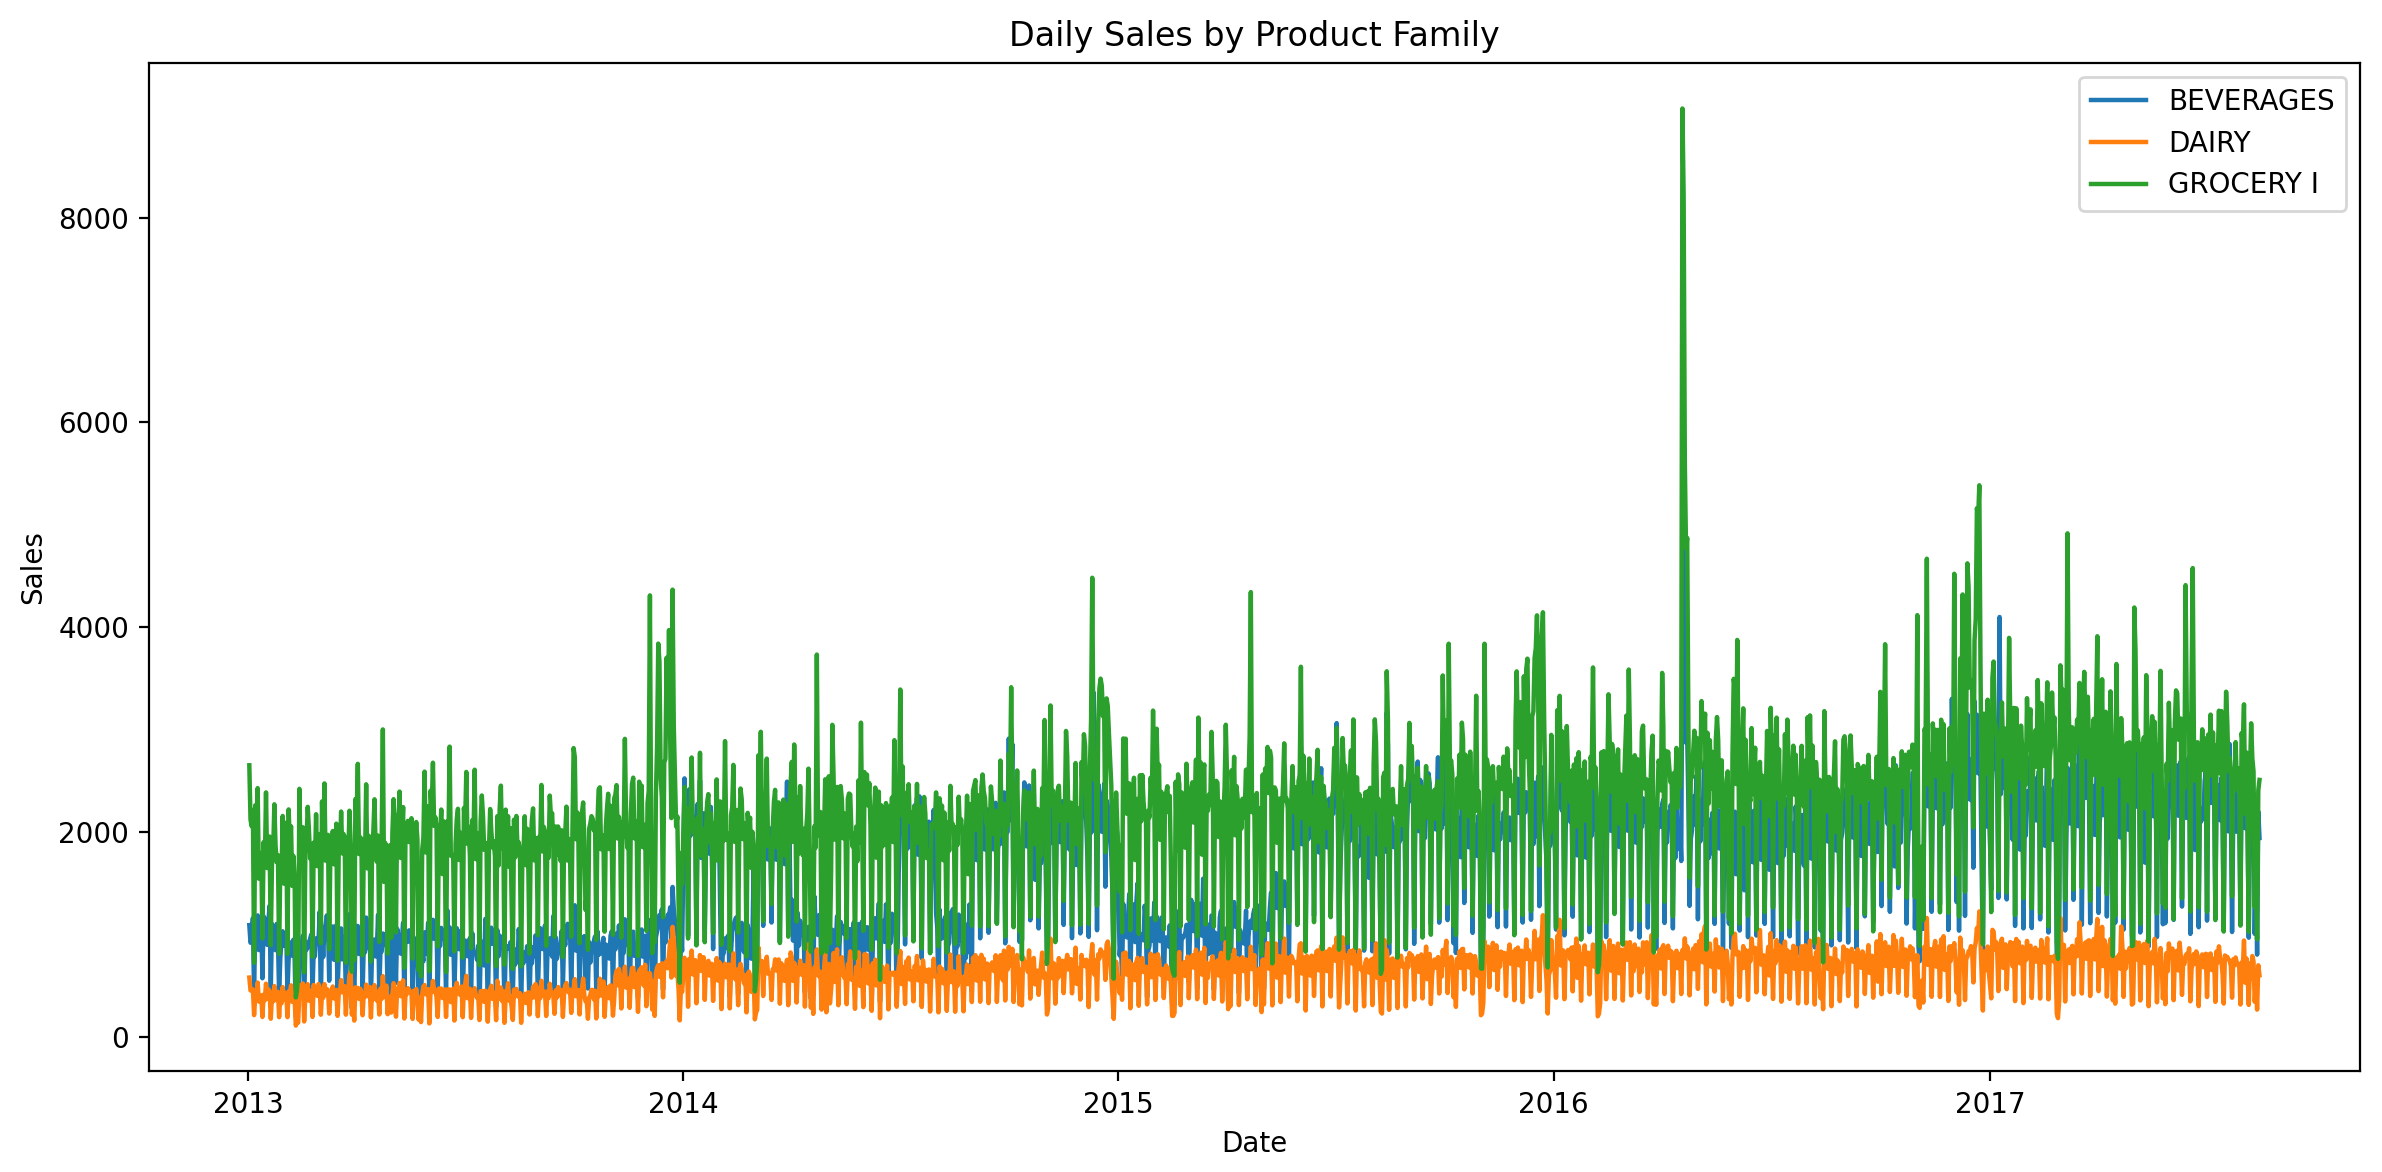 Daily Sales by Product Family
BEVERAGES
DAIRY
GROCERY I
Sales
8000
6000
4000
2000
0
2013
2014
2015
2016
2017
Date